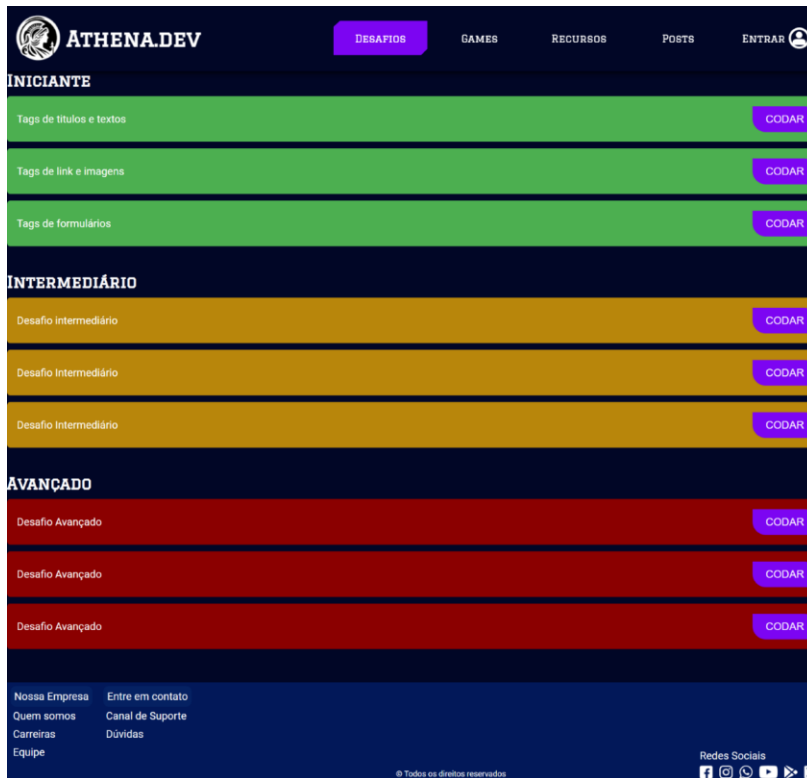 ATHENA.DEV
DESAFIOS GAMES RECURSOS POSTS ENTRAR
INICIANTE
Tags de titulos e textos CODAR
Tags de link e imagens CODAR
Tags de formulários CODAR
INTERMEDIÁRIO
Desafio intermediário CODAR
Desafio Intermediário CODAR
Desafio Intermediário CODAR
AVANÇADO
Desafio Avançado CODAR
Desafio Avançado CODAR
Desafio Avançado CODAR
Nossa Empresa Entre em contato
Quem somos Canal de Suporte
Carreiras Dúvidas
Equipe
Redes Sociais
© Todos os direitos reservados